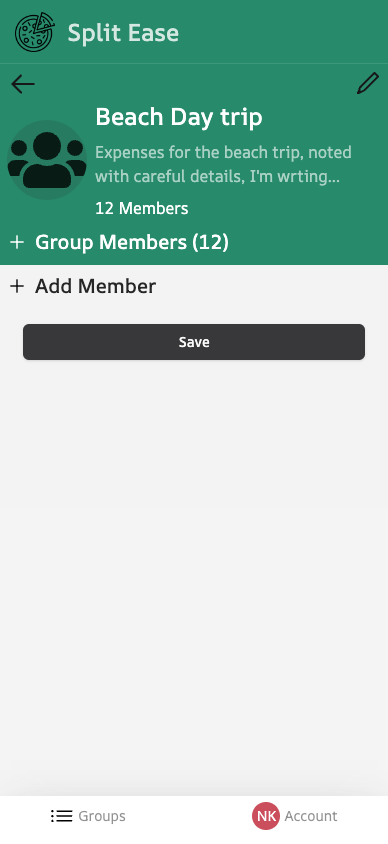 Split Ease
Beach Day trip
Expenses for the beach trip, noted
with careful details, I'm wrting...
12 Members
+ Group Members (12)
+ Add Member
Save
Groups
NK Account